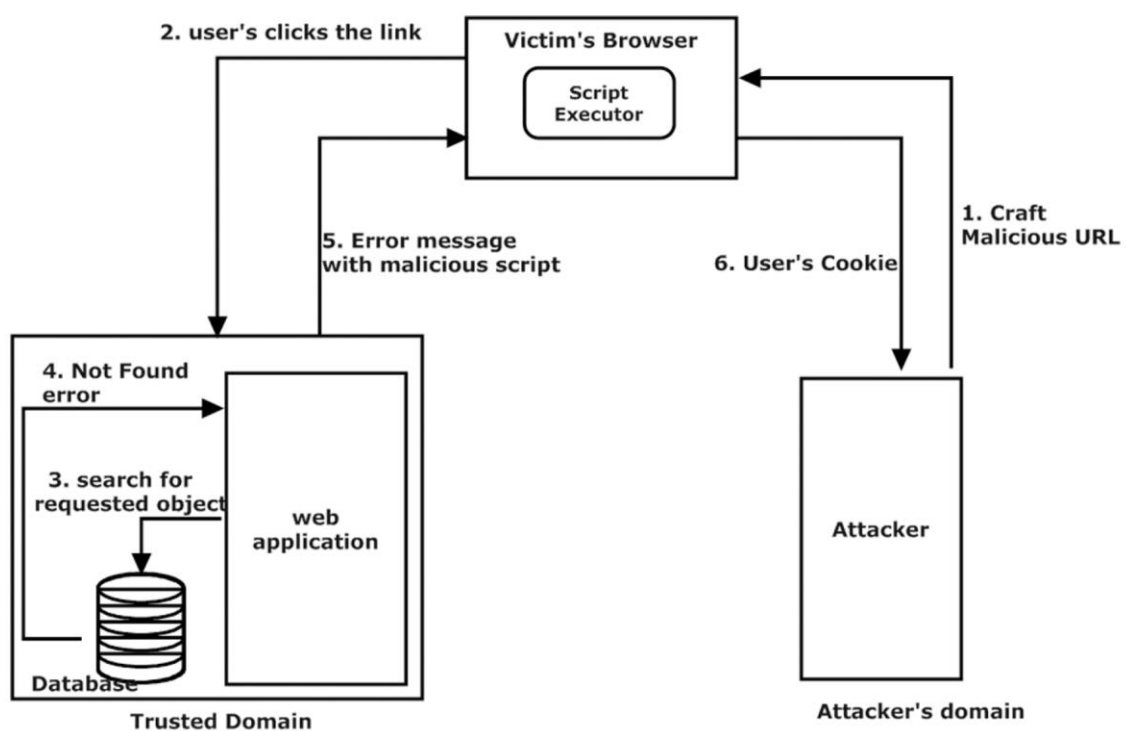 2. user's clicks the link
Victim's Browser
Script
Executor
1. Craft
Malicious URL
5. Error message
with malicious script
6. User's Cookie
4. Not Found
error
3. search for
requested object
web
application
Attacker
Database
Trusted Domain
Attacker's domain